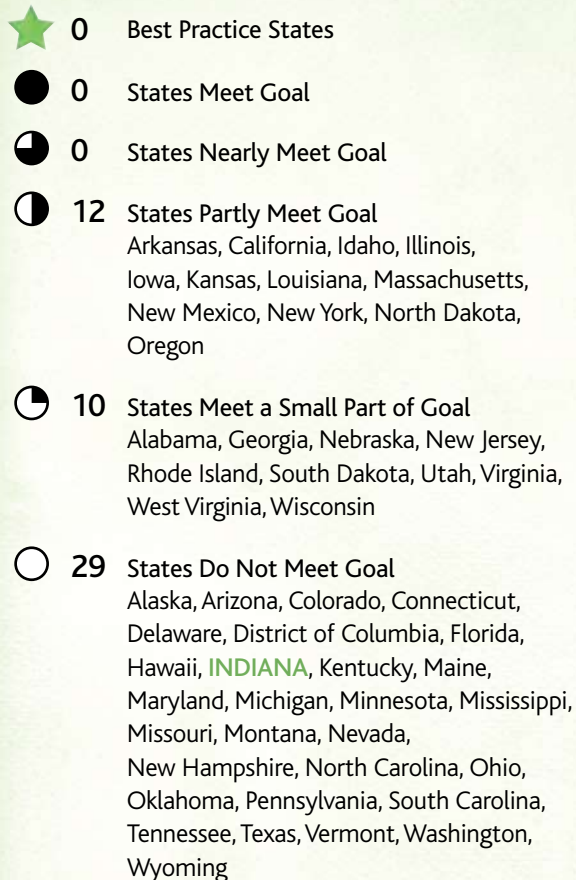 0 Best Practice States
0 States Meet Goal
0 States Nearly Meet Goal
12 States Partly Meet Goal
Arkansas, California, Idaho, Illinois,
Iowa, Kansas, Louisiana, Massachusetts,
New Mexico, New York, North Dakota,
Oregon
10 States Meet a Small Part of Goal
Alabama, Georgia, Nebraska, New Jersey,
Rhode Island, South Dakota, Utah, Virginia,
West Virginia, Wisconsin
29 States Do Not Meet Goal
Alaska, Arizona, Colorado, Connecticut,
Delaware, District of Columbia, Florida,
Hawaii, INDIANA, Kentucky, Maine,
Maryland, Michigan, Minnesota, Mississippi,
Missouri, Montana, Nevada,
New Hampshire, North Carolina, Ohio,
Oklahoma, Pennsylvania, South Carolina,
Tennessee, Texas, Vermont, Washington,
Wyoming